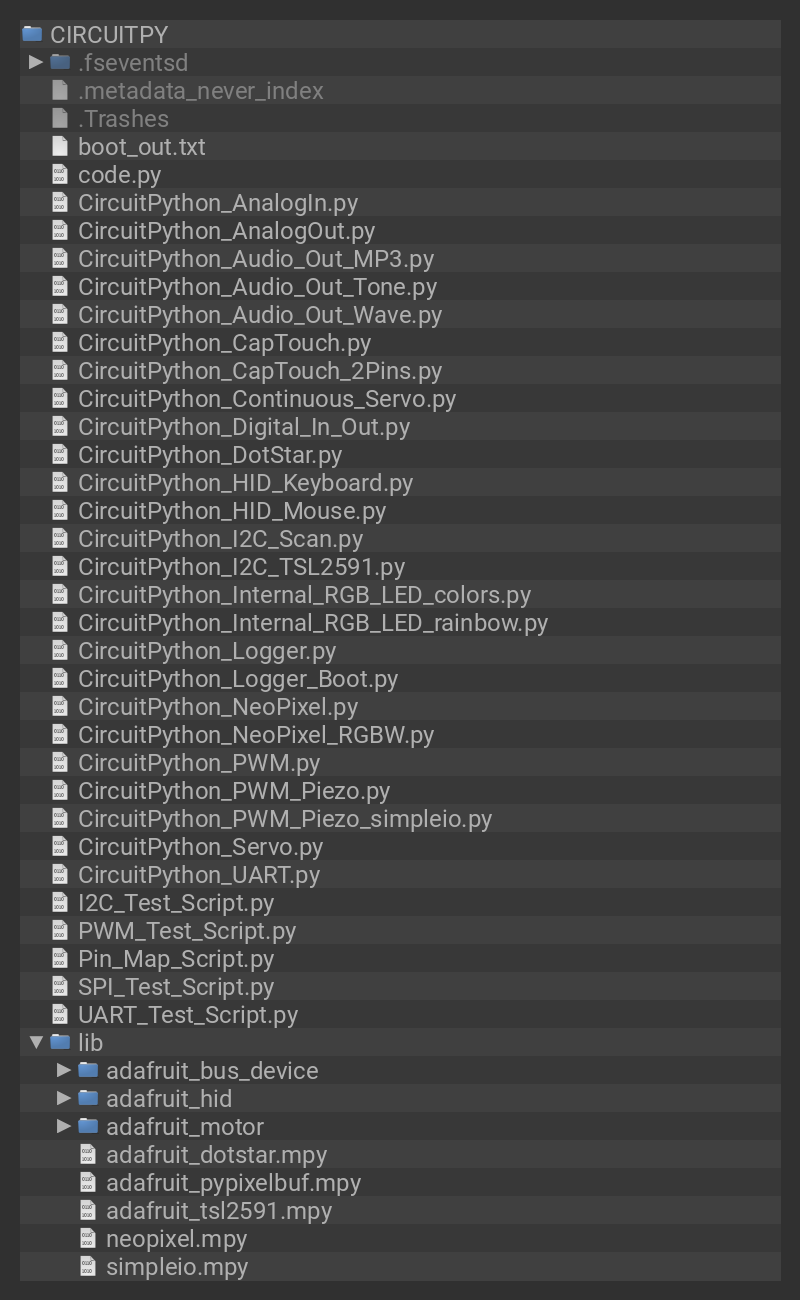 CIRCUITPY
.fseventsd
.metadata_never_index
.Trashes
boot_out.txt
code.py
CircuitPython_AnalogIn.py
CircuitPython_AnalogOut.py
CircuitPython_Audio_Out_MP3.py
CircuitPython_Audio_Out_Tone.py
CircuitPython_Audio_Out_Wave.py
CircuitPython_CapTouch.py
CircuitPython_CapTouch_2Pins.py
CircuitPython_Continuous_Servo.py
CircuitPython_Digital_In_Out.py
CircuitPython_DotStar.py
CircuitPython_HID_Keyboard.py
CircuitPython_HID_Mouse.py
CircuitPython_I2C_Scan.py
CircuitPython_I2C_TSL2591.py
CircuitPython_Internal_RGB_LED_colors.py
CircuitPython_Internal_RGB_LED_rainbow.py
CircuitPython_Logger.py
CircuitPython_Logger_Boot.py
CircuitPython_NeoPixel.py
CircuitPython_NeoPixel_RGBW.py
CircuitPython_PWM.py
CircuitPython_PWM_Piezo.py
CircuitPython_PWM_Piezo_simpleio.py
CircuitPython_Servo.py
CircuitPython_UART.py
I2C_Test_Script.py
PWM_Test_Script.py
Pin_Map_Script.py
SPI_Test_Script.py
UART_Test_Script.py
lib
adafruit_bus_device
adafruit_hid
adafruit_motor
adafruit_dotstar.mpy
adafruit_pypixelbuf.mpy
adafruit_tsl2591.mpy
neopixel.mpy
simpleio.mpy